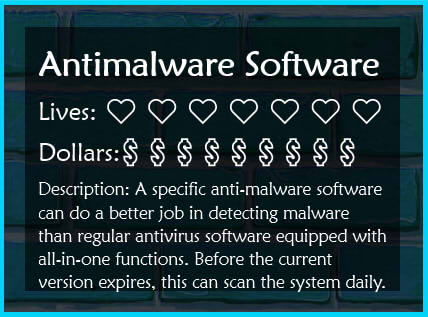 Antimalware Software
Lives: ♡ ♡ ♡ ♡ ♡ ♡ ♡
Dollars: $ $ $ $ $ $ $ $ $
Description: A specific anti-malware software
can do a better job in detecting malware
than regular antivirus software equipped with
all-in-one functions. Before the current
version expires, this can scan the system daily.